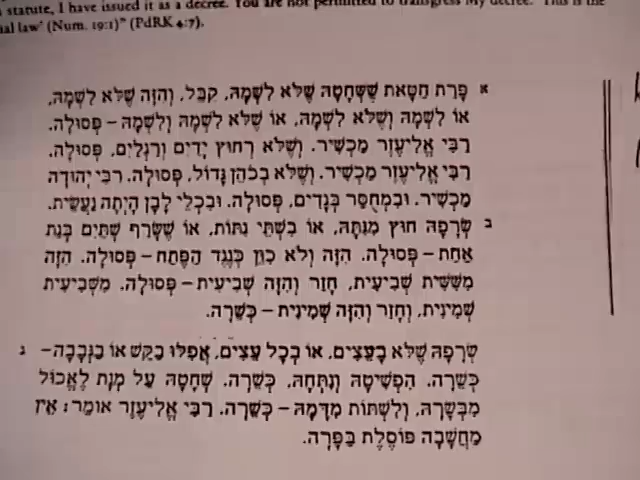 statute, I have issued it as a decree. You are not permitted to transgress My decree. This is the
al law' (Num. 19:1)" (PdRK 4:7).
א פָּרַת חַטָּאת שֶׁשְּׁחָטָהּ שֶׁלֹּא לִשְׁמָהּ, קִבֵּל, וְהִזָּה שֶׁלֹּא לִשְׁמָהּ,
אוֹ לִשְׁמָהּ וְשֶׁלֹּא לִשְׁמָהּ, אוֹ שֶׁלֹּא לִשְׁמָהּ וְלִשְׁמָהּ – פְּסוּלָה.
רַבִּי אֱלִיעֶזֶר מַכְשִׁיר. וְשֶׁלֹּא רְחוּץ יָדַיִם וְרַגְלַיִם, פְּסוּלָה.
רַבִּי אֱלִיעֶזֶר מַכְשִׁיר. וְשֶׁלֹּא בְכֹהֵן גָּדוֹל, פְּסוּלָה. רַבִּי יְהוּדָה
מַכְשִׁיר. וּבִמְחֻסַּר בְּגָדִים, פְּסוּלָה. וּבִכְלֵי לָבָן הָיְתָה נַעֲשֵׂית.
ב שְׂרָפָהּ חוּץ מִגִּתָּהּ, אוֹ בִשְׁתֵּי גִתּוֹת, אוֹ שֶׁשָּׂרַף שְׁתַּיִם בְּגַת
אַחַת – פְּסוּלָה. הִזָּה וְלֹא כִוֵּן כְּנֶגֶד הַפֶּתַח – פְּסוּלָה. הִזָּה
מִשִּׁשִּׁית שְׁבִיעִית, חָזַר וְהִזָּה שְׁבִיעִית – פְּסוּלָה. מִשְּׁבִיעִית
שְׁמִינִית, וְחָזַר וְהִזָּה שְׁמִינִית – כְּשֵׁרָה.
ג שְׂרָפָהּ שֶׁלֹּא בָעֵצִים, אוֹ בְכָל עֵצִים, אֲפִלּוּ בְקַשׁ אוֹ בִגְבָבָה –
כְּשֵׁרָה. הִפְשִׁיטָהּ וְנִתְּחָהּ, כְּשֵׁרָה. שְׁחָטָהּ עַל מְנָת לֶאֱכוֹל
מִבְּשָׂרָהּ, וְלִשְׁתּוֹת מִדָּמָהּ – כְּשֵׁרָה. רַבִּי אֱלִיעֶזֶר אוֹמֵר: אֵין
מַחֲשָׁבָה פּוֹסֶלֶת בַּפָּרָה.